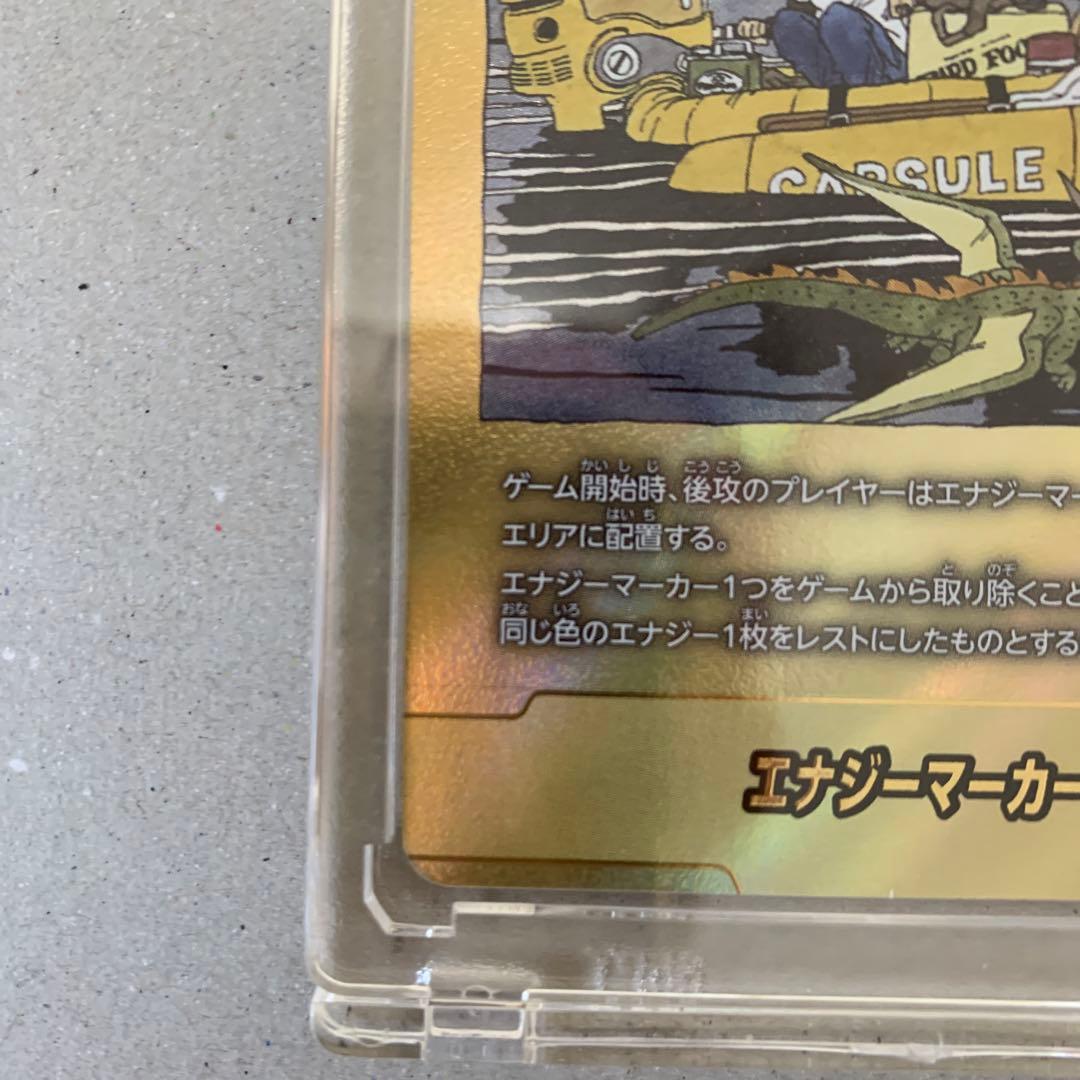 BIRD FOO
CAPSULE
ゲーム開始時、後攻のプレイヤーはエナジーマー
エリアに配置する。
エナジーマーカー1つをゲームから取り除くこと
同じ色のエナジー1枚をレストにしたものとする
エナジーマーカー